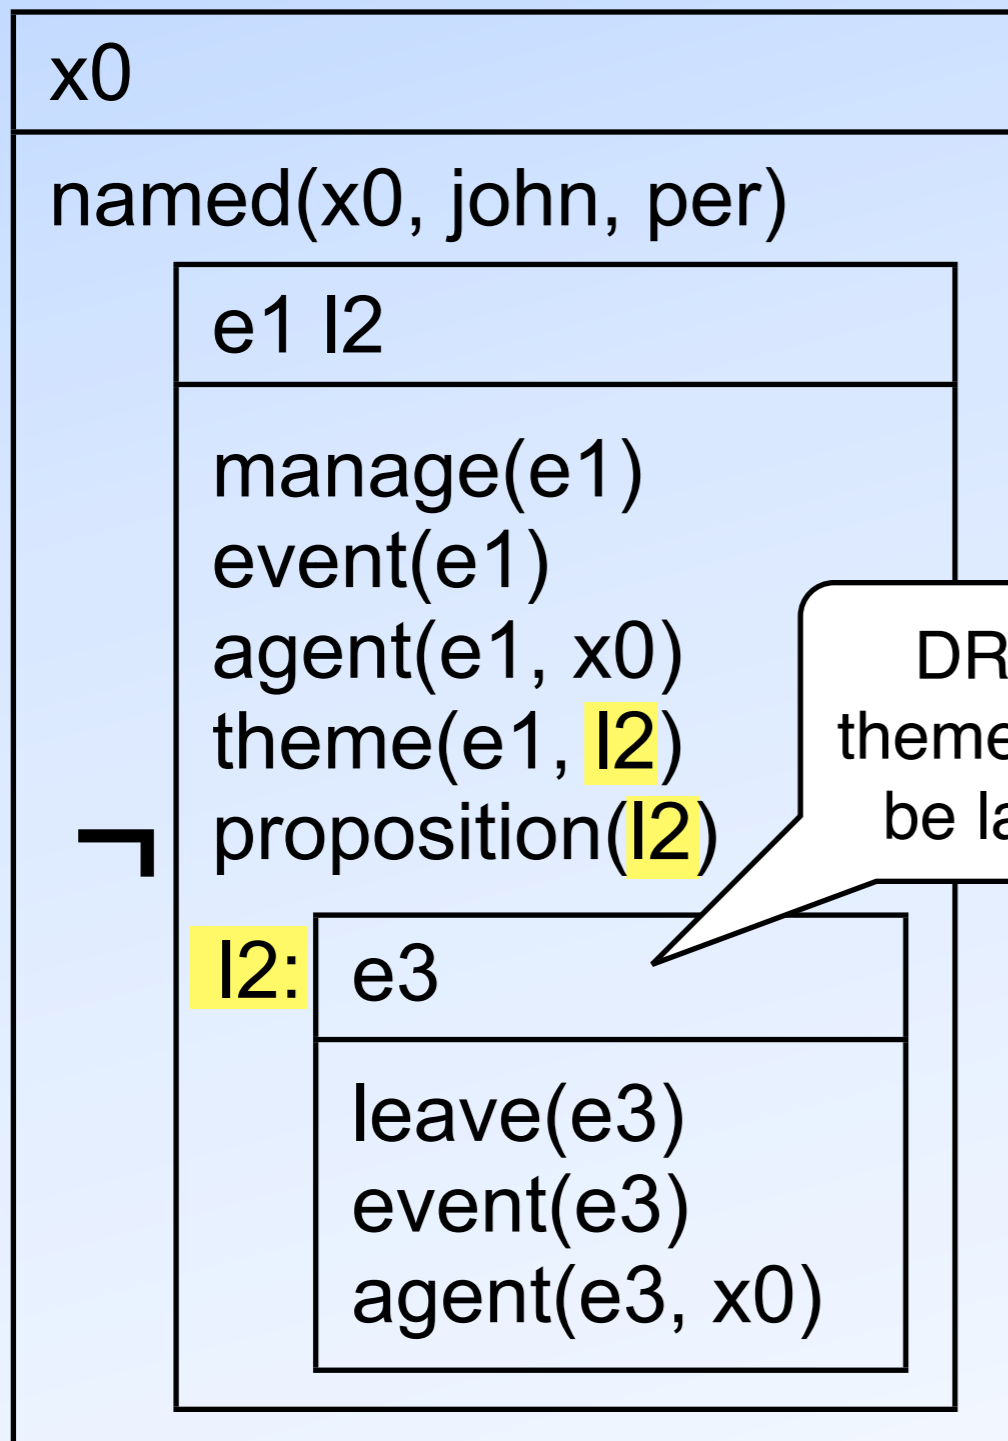 x0
named(x0, john, per)
e1 l2
manage(e1)
event(e1)
agent(e1, x0)
theme(e1, l2)
¬ proposition(l2)
l2: e3
leave(e3)
event(e3)
agent(e3, x0)
be